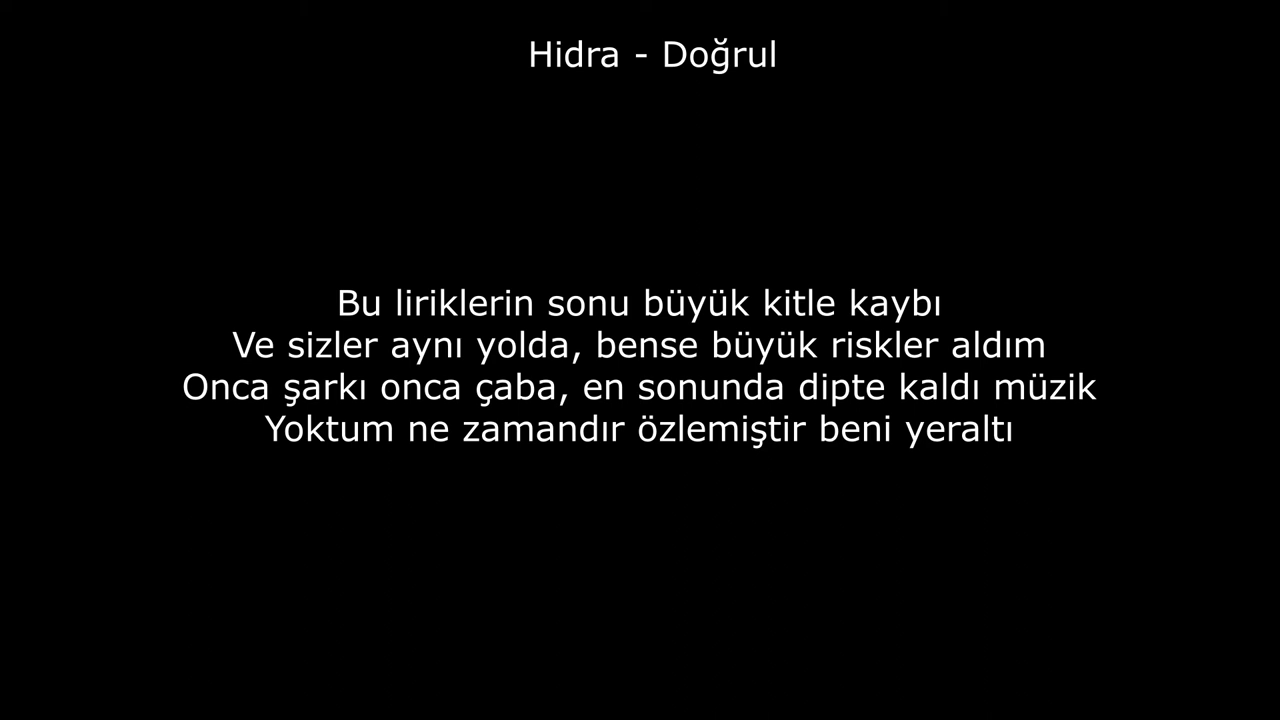 Hidra - Doğrul
Bu liriklerin sonu büyük kitle kaybı
Ve sizler aynı yolda, bense büyük riskler aldım
Onca şarkı onca çaba, en sonunda dipte kaldı müzik
Yoktum ne zamandır özlemiştir beni yeraltı